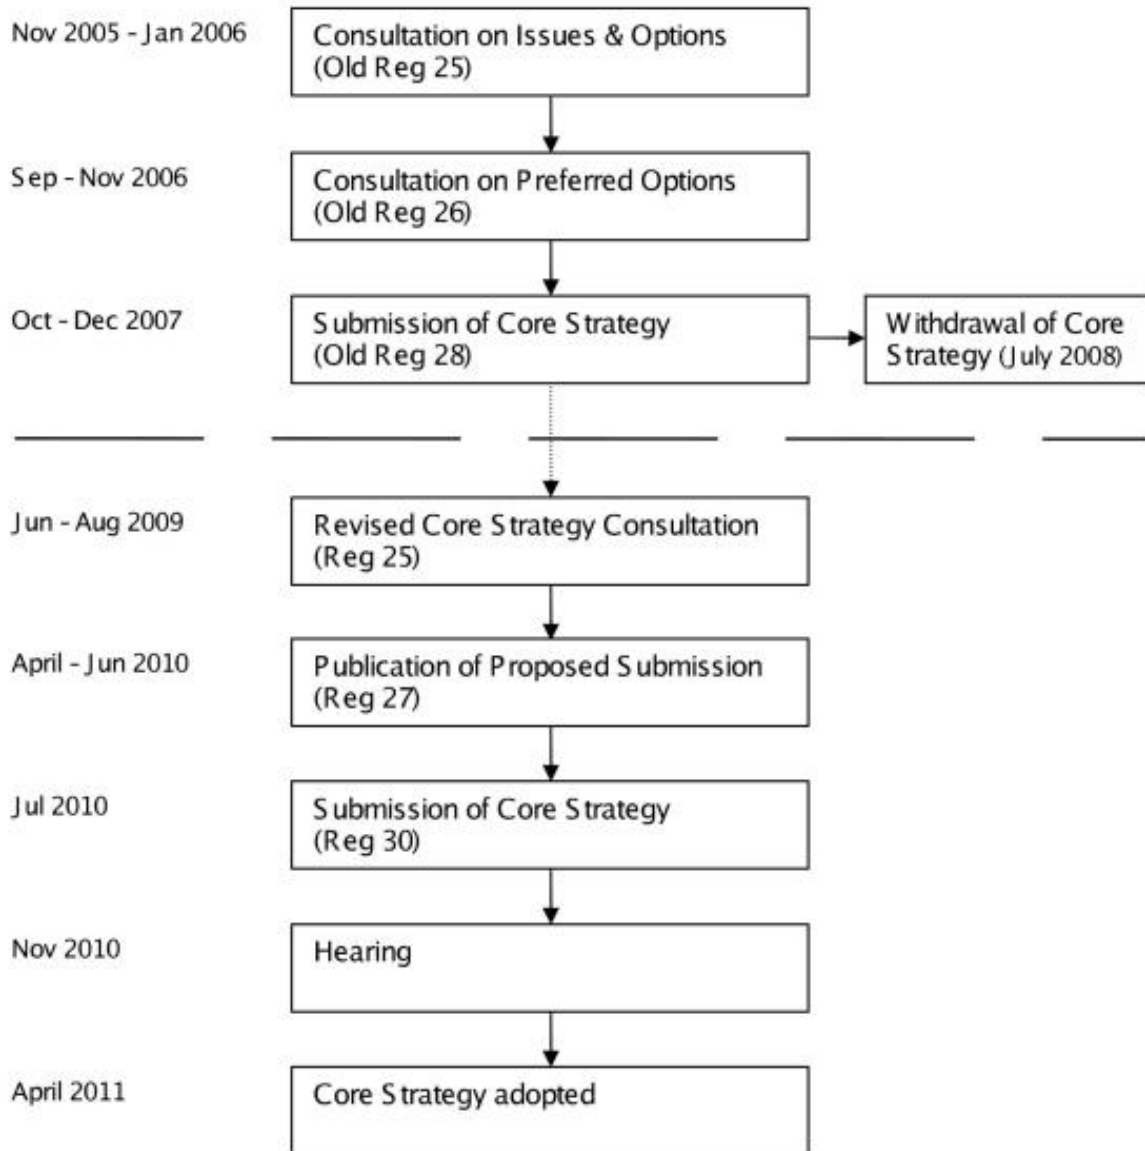 Nov 2005 – Jan 2006
Consultation on Issues & Options
(Old Reg 25)
Sep – Nov 2006
Consultation on Preferred Options
(Old Reg 26)
Oct – Dec 2007
Submission of Core Strategy
(Old Reg 28)
Withdrawal of Core
Strategy (July 2008)
Jun – Aug 2009
Revised Core Strategy Consultation
(Reg 25)
April – Jun 2010
Publication of Proposed Submission
(Reg 27)
Jul 2010
Submission of Core Strategy
(Reg 30)
Nov 2010
Hearing
April 2011
Core Strategy adopted